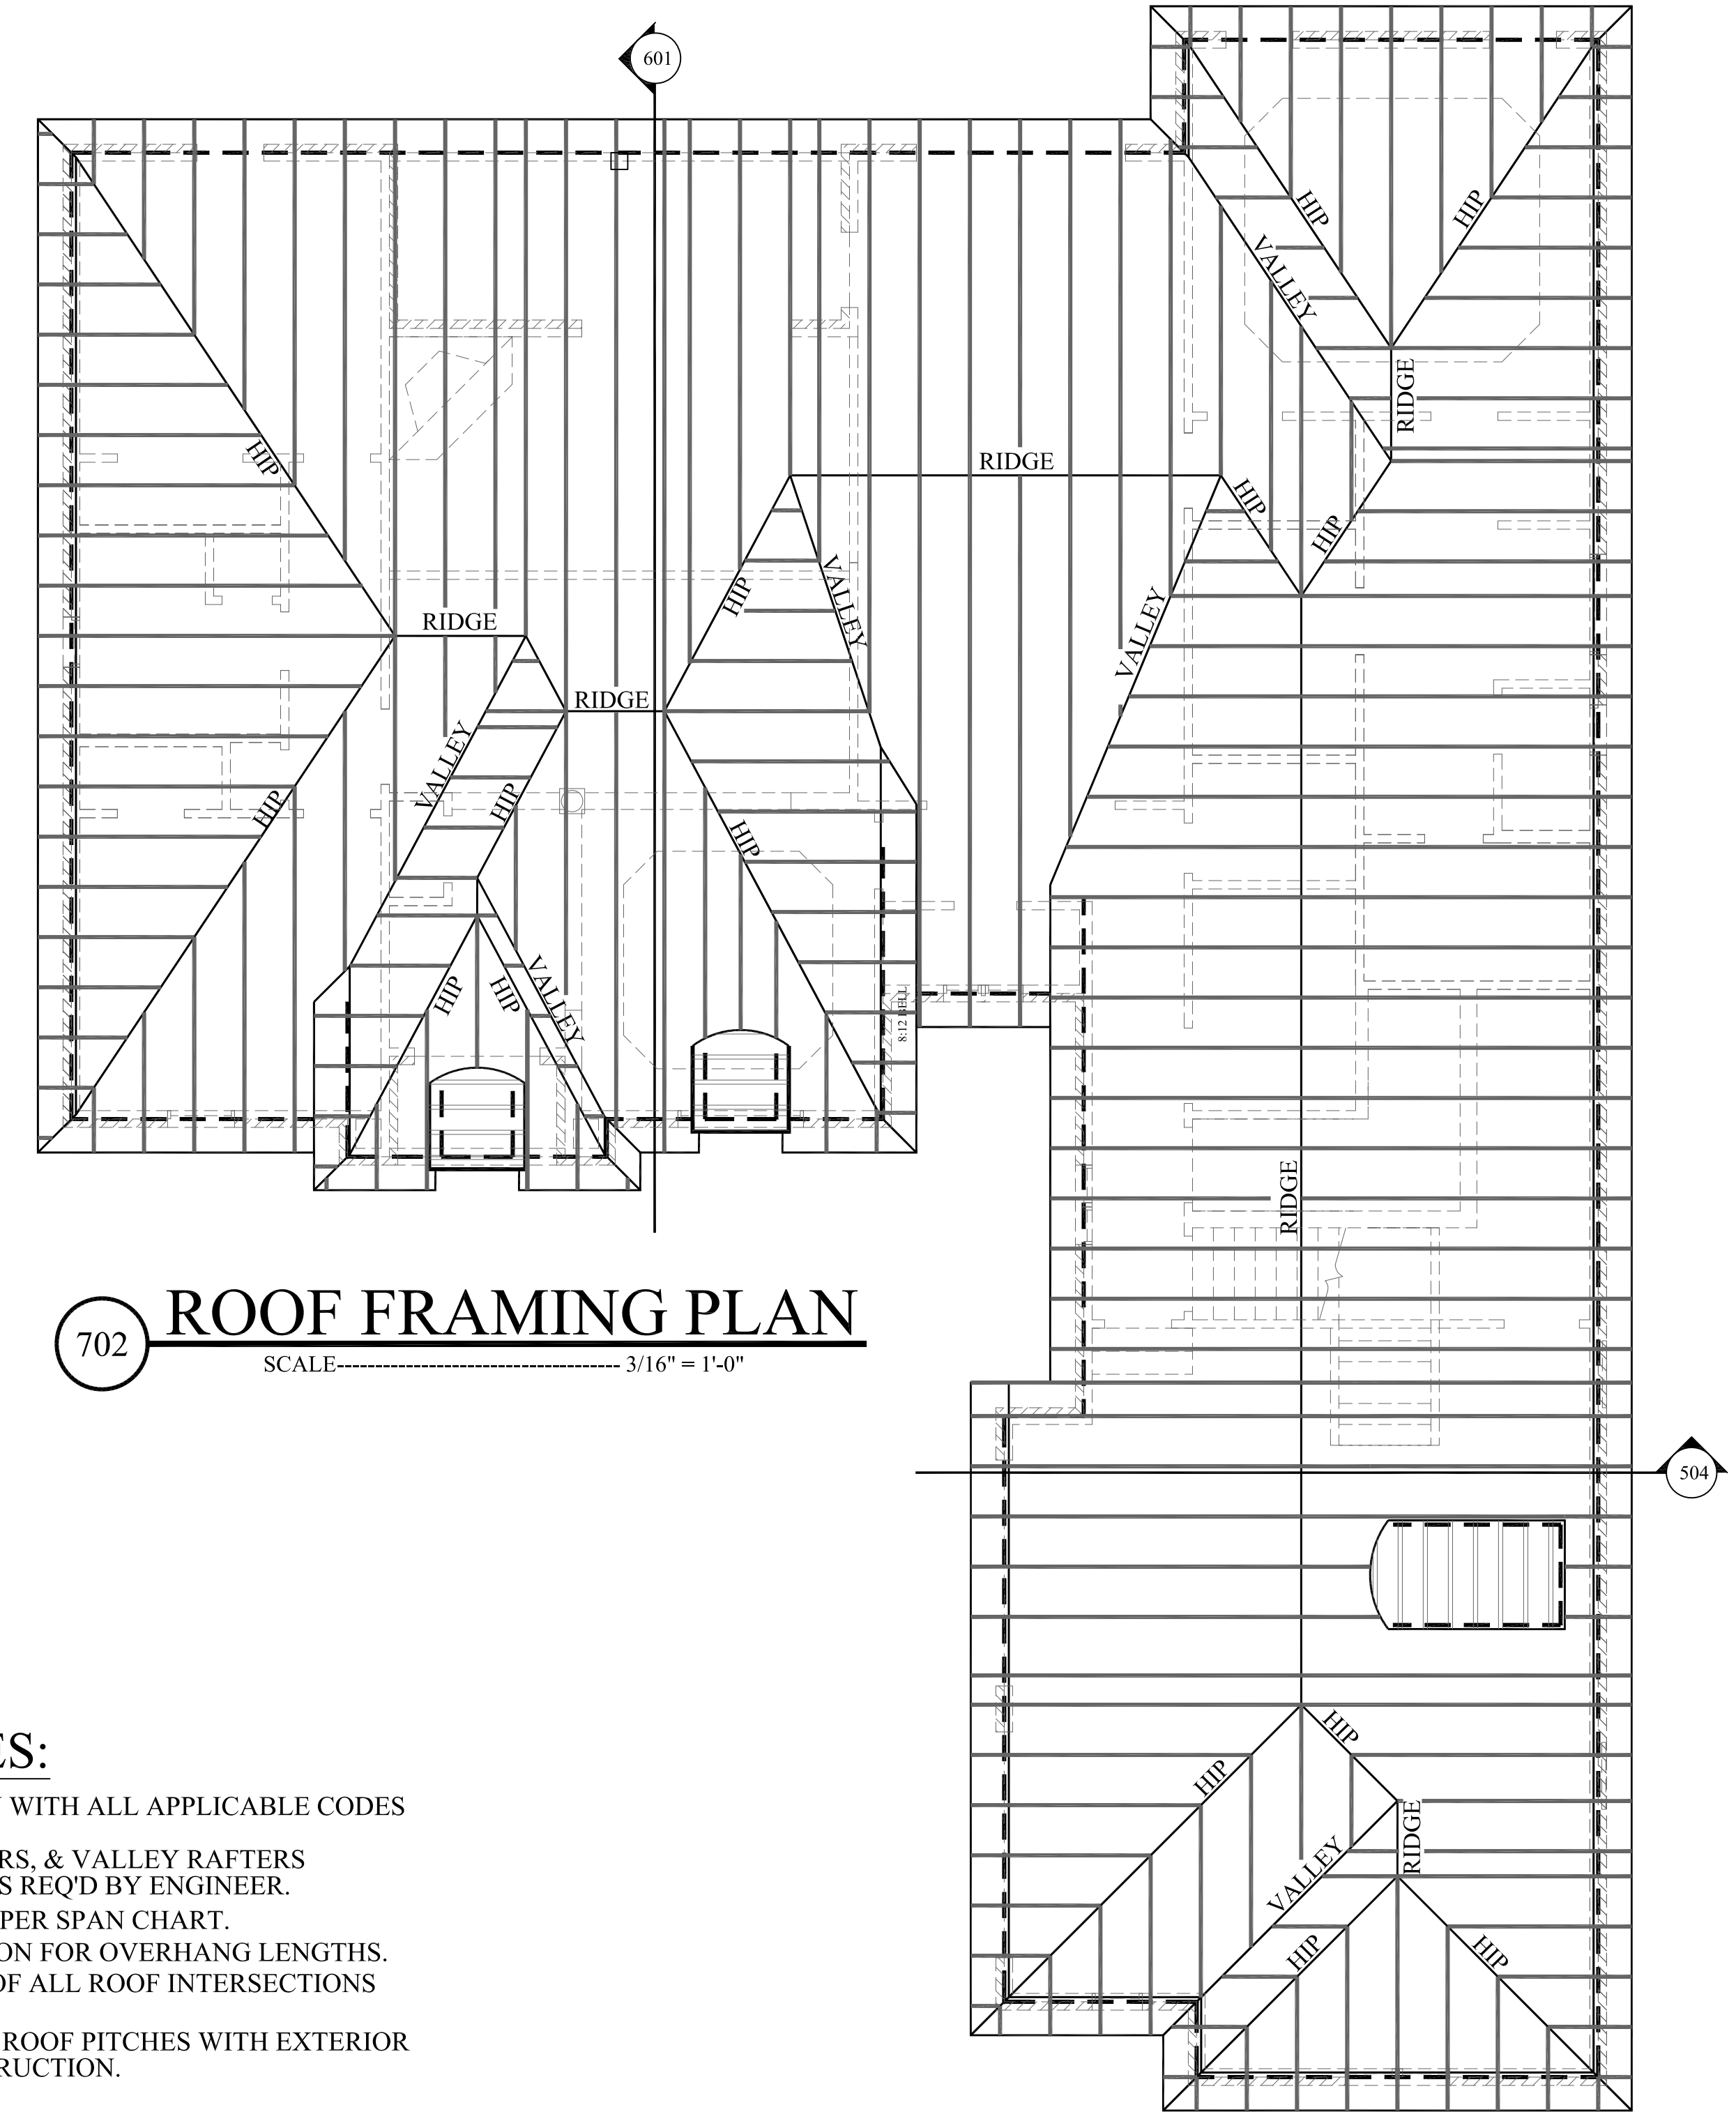 601
HIP
HIP
VALLEY
RIDGE
HIP
RIDGE
HIP
HIP
HIP
VALLEY
VALLEY
RIDGE
RIDGE
VALLEY
HIP
HIP
HIP
VALLEY
HIP
HIP
8:12 BELL
RIDGE
702
ROOF FRAMING PLAN
SCALE---------------------------------------- 3/16" = 1'-0"
504
HIP
HIP
RIDGE
VALLEY
HIP
HIP
ES:
WITH ALL APPLICABLE CODES
RS, & VALLEY RAFTERS
S REQ'D BY ENGINEER.
PER SPAN CHART.
ON FOR OVERHANG LENGTHS.
OF ALL ROOF INTERSECTIONS
ROOF PITCHES WITH EXTERIOR
RUCTION.